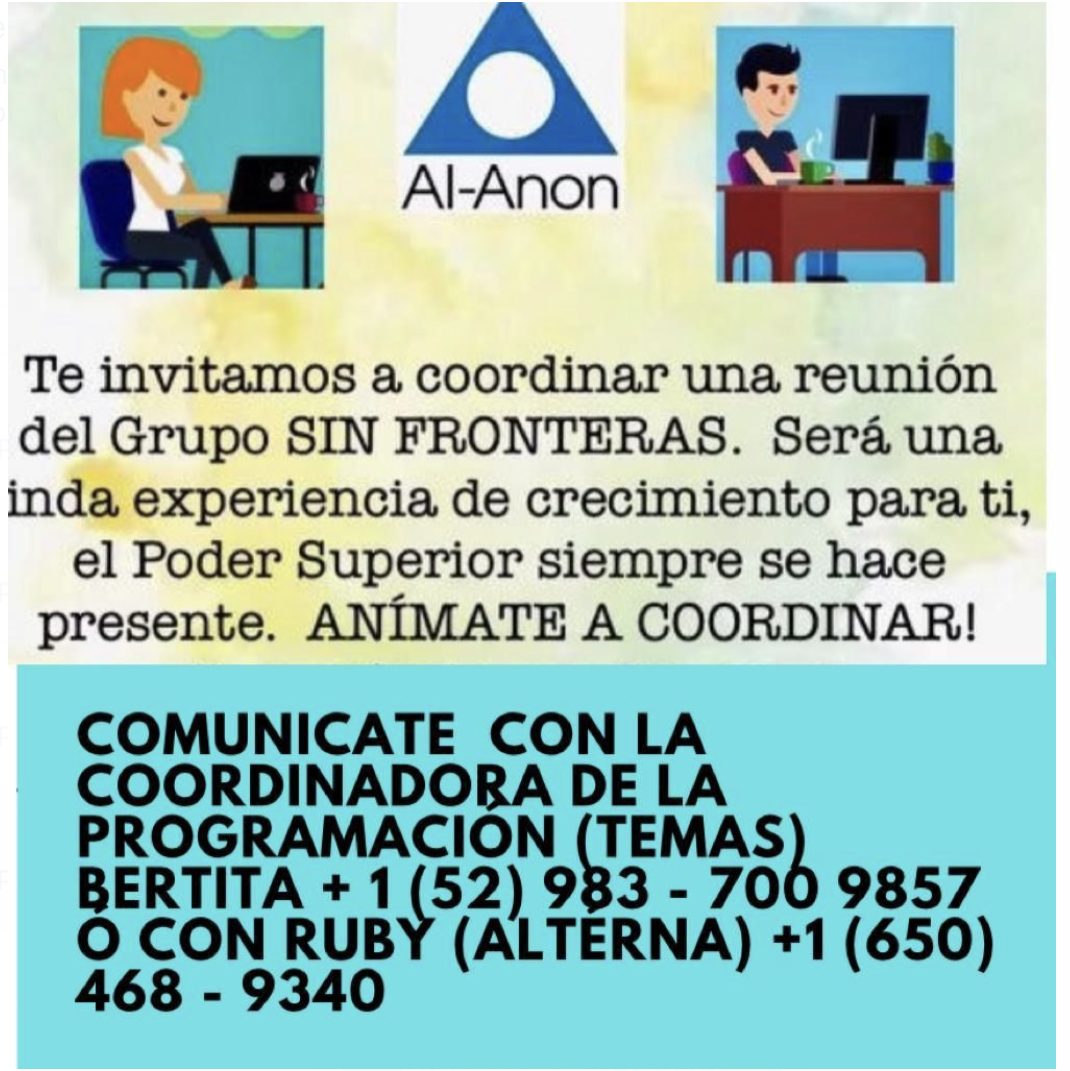 Al-Anon
Te invitamos a coordinar una reunión
del Grupo SIN FRONTERAS. Será una
inda experiencia de crecimiento para ti,
el Poder Superior siempre se hace
presente. ANÍMATE A COORDINAR!
COMUNICATE CON LA
COORDINADORA DE LA
PROGRAMACIÓN (TEMAS)
BERTITA + 1 (52) 983 - 700 9857
Ó CON RUBY (ALTÉRNA) +1 (650)
468 - 9340